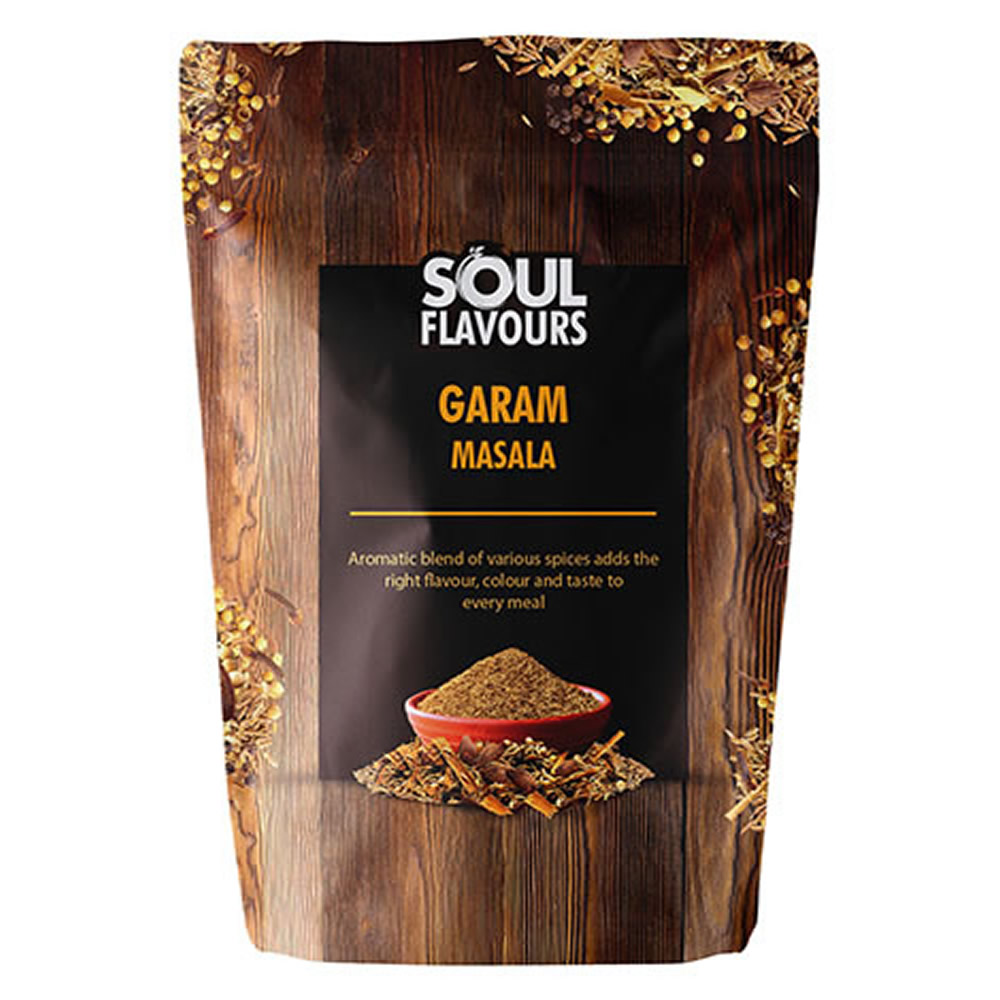 SOUL
FLAVOURS
GARAM
MASALA
Aromatic blend of various spices adds the
right flavour, colour and taste to
every meal